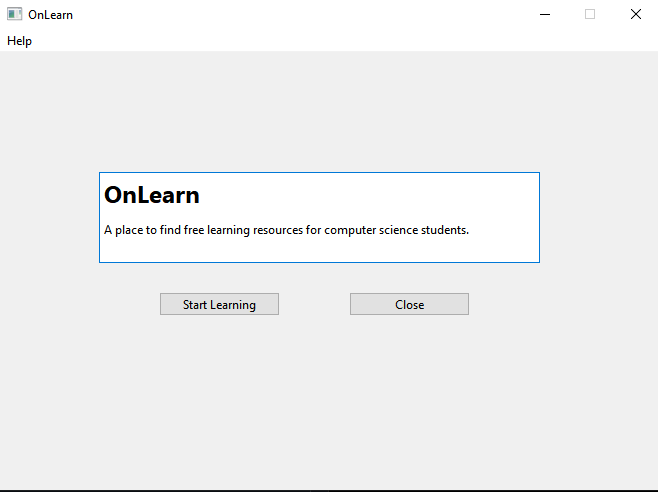 OnLearn
Help
OnLearn
A place to find free learning resources for computer science students.
Start Learning
Close